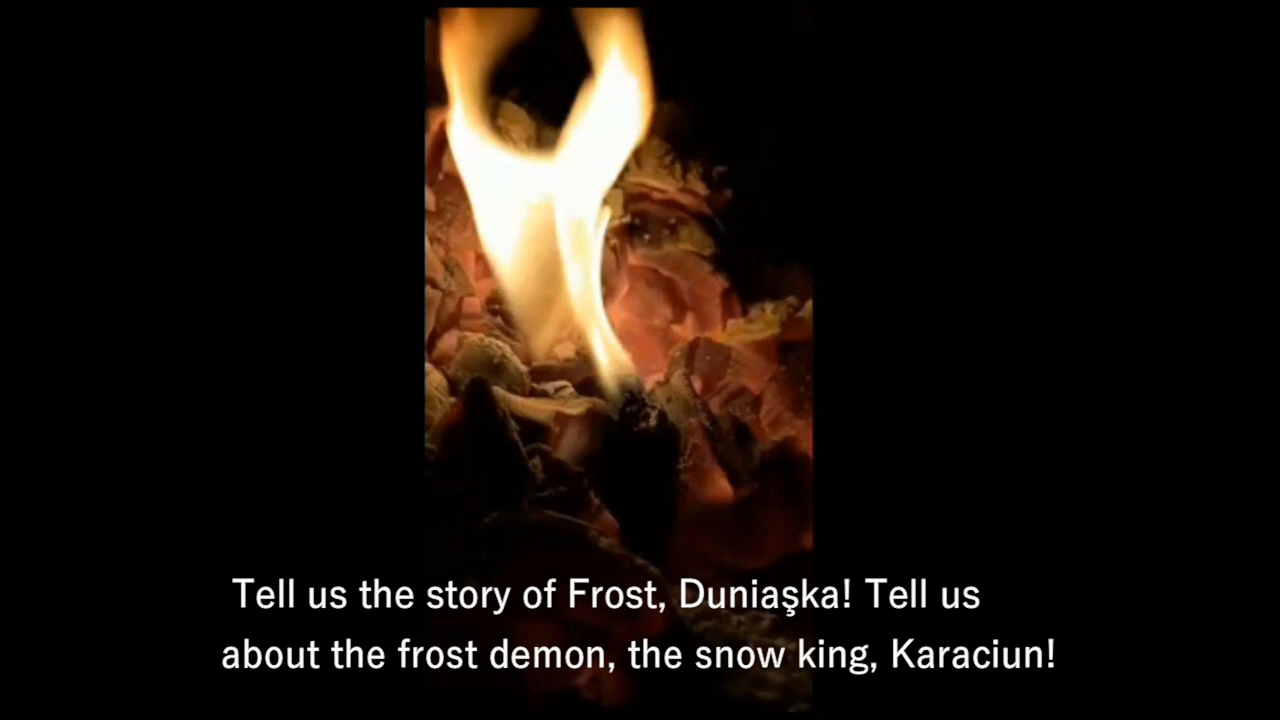 Tell us the story of Frost, Duniaşka! Tell us
about the frost demon, the snow king, Karaciun!